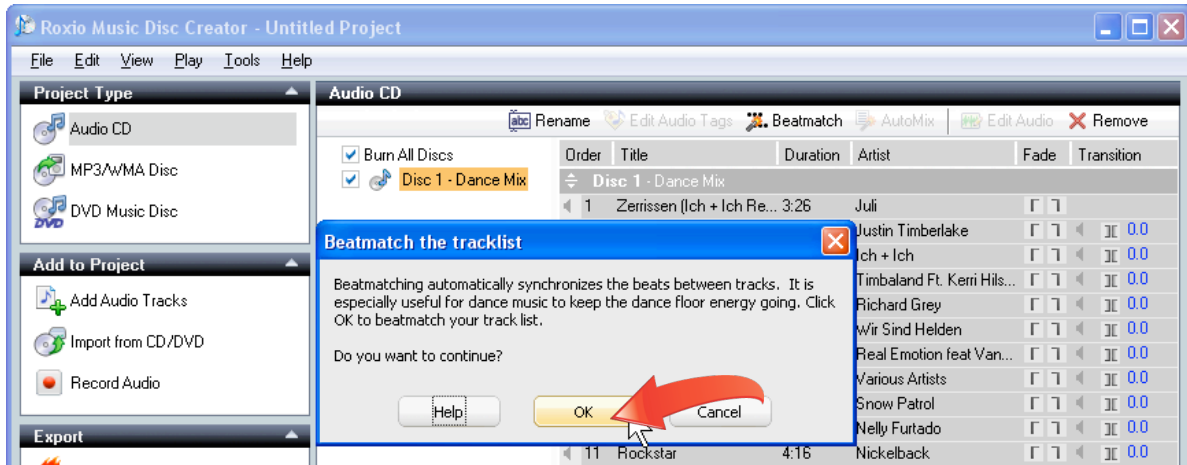 Roxio Music Disc Creator - Untitled Project
File Edit View Play Tools Help
Project Type
Audio CD
MP3/WMA Disc
DVD
DVD Music Disc
Add to Project
Add Audio Tracks
Import from CD/DVD
Record Audio
Export
Audio CD
abc Rename Edit Audio Tags Beatmatch AutoMix Edit Audio Remove
Burn All Discs
Disc 1 - Dance Mix
Order Title Duration Artist Fade Transition
Disc 1 - Dance Mix
1 Zerrissen (Ich + Ich Re... 3:26 Juli
Justin Timberlake 0.0
Ich + Ich 0.0
Timbaland Ft. Kerri Hils... 0.0
Richard Grey 0.0
Wir Sind Helden 0.0
Real Emotion feat Van... 0.0
Various Artists 0.0
Snow Patrol 0.0
Nelly Furtado 0.0
11 Rockstar 4:16 Nickelback 0.0
Beatmatch the tracklist
Beatmatching automatically synchronizes the beats between tracks. It is
especially useful for dance music to keep the dance floor energy going. Click
OK to beatmatch your track list.
Do you want to continue?
Help OK Cancel